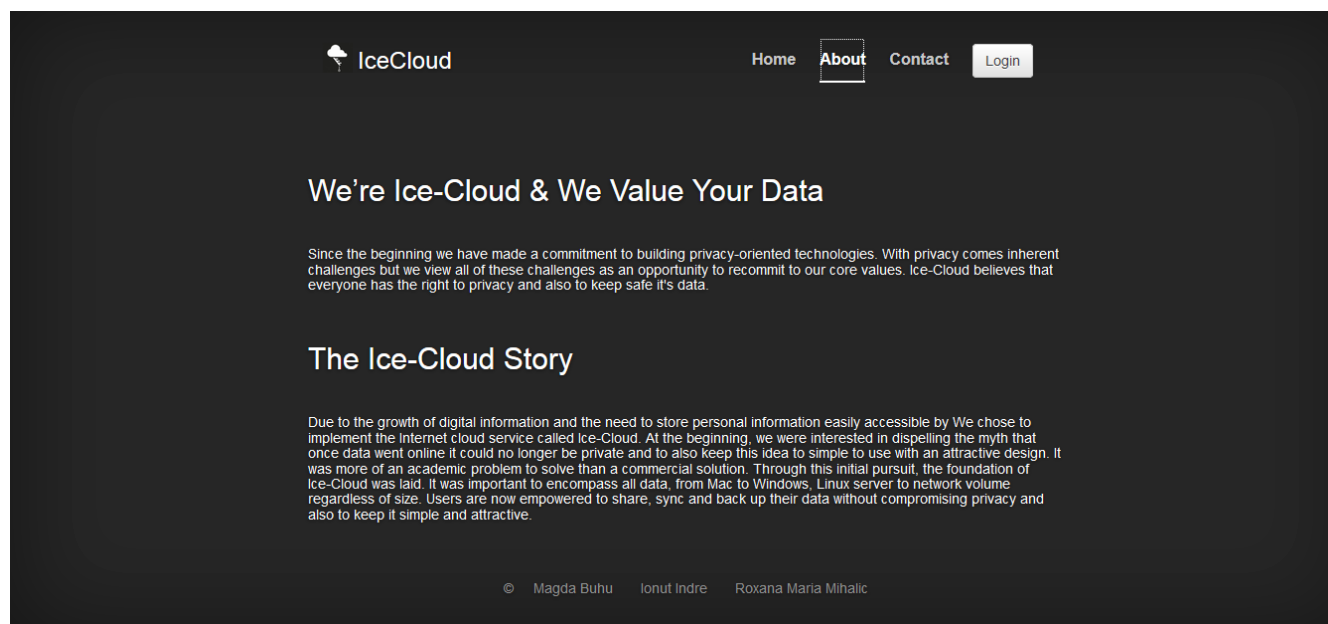 IceCloud
Home About Contact Login
We’re Ice-Cloud & We Value Your Data
Since the beginning we have made a commitment to building privacy-oriented technologies. With privacy comes inherent
challenges but we view all of these challenges as an opportunity to recommit to our core values. Ice-Cloud believes that
everyone has the right to privacy and also to keep safe it's data.
The Ice-Cloud Story
Due to the growth of digital information and the need to store personal information easily accessible by We chose to
implement the Internet cloud service called Ice-Cloud. At the beginning, we were interested in dispelling the myth that
once data went online it could no longer be private and to also keep this idea to simple to use with an attractive design. It
was more of an academic problem to solve than a commercial solution. Through this initial pursuit, the foundation of
Ice-Cloud was laid. It was important to encompass all data, from Mac to Windows, Linux server to network volume
regardless of size. Users are now empowered to share, sync and back up their data without compromising privacy and
also to keep it simple and attractive.
© Magda Buhu Ionut Indre Roxana Maria Mihalic